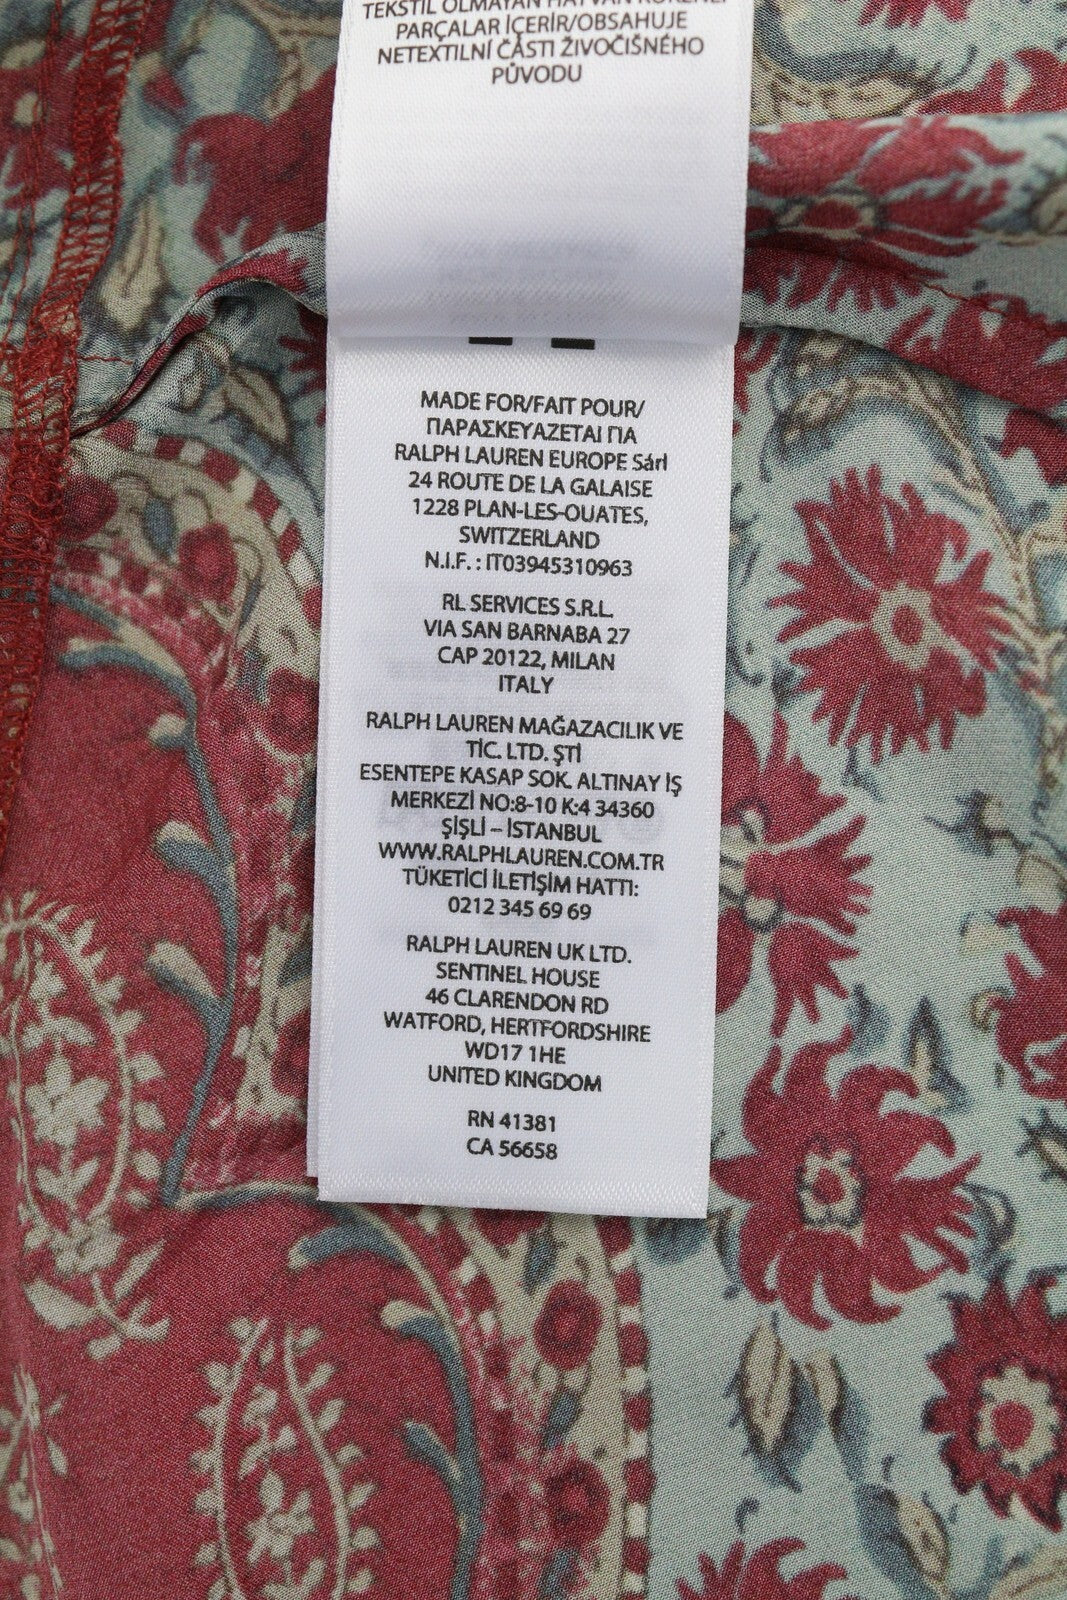 TEKSTİL OLMAYAN HAYVAN KÖKENLİ
PARÇALAR İÇERİR/OBSAHUJE
NETEXTILNÍ ČÁSTI ŽIVOČIŠNÉHO
PŮVODU
MADE FOR/FAIT POUR/
ΠΑΡΑΣΚΕΥΑΖΕΤΑΙ ΓΙΑ
RALPH LAUREN EUROPE Sárl
24 ROUTE DE LA GALAISE
1228 PLAN-LES-OUATES,
SWITZERLAND
N.I.F. : IT03945310963
RL SERVICES S.R.L.
VIA SAN BARNABA 27
CAP 20122, MILAN
ITALY
RALPH LAUREN MAĞAZACILIK VE
TİC. LTD. ŞTİ
ESENTEPE KASAP SOK. ALTINAY İŞ
MERKEZİ NO:8-10 K:4 34360
ŞİŞLİ – İSTANBUL
WWW.RALPHLAUREN.COM.TR
TÜKETİCİ İLETİŞİM HATTI:
0212 345 69 69
RALPH LAUREN UK LTD.
SENTINEL HOUSE
46 CLARENDON RD
WATFORD, HERTFORDSHIRE
WD17 1HE
UNITED KINGDOM
RN 41381
CA 56658